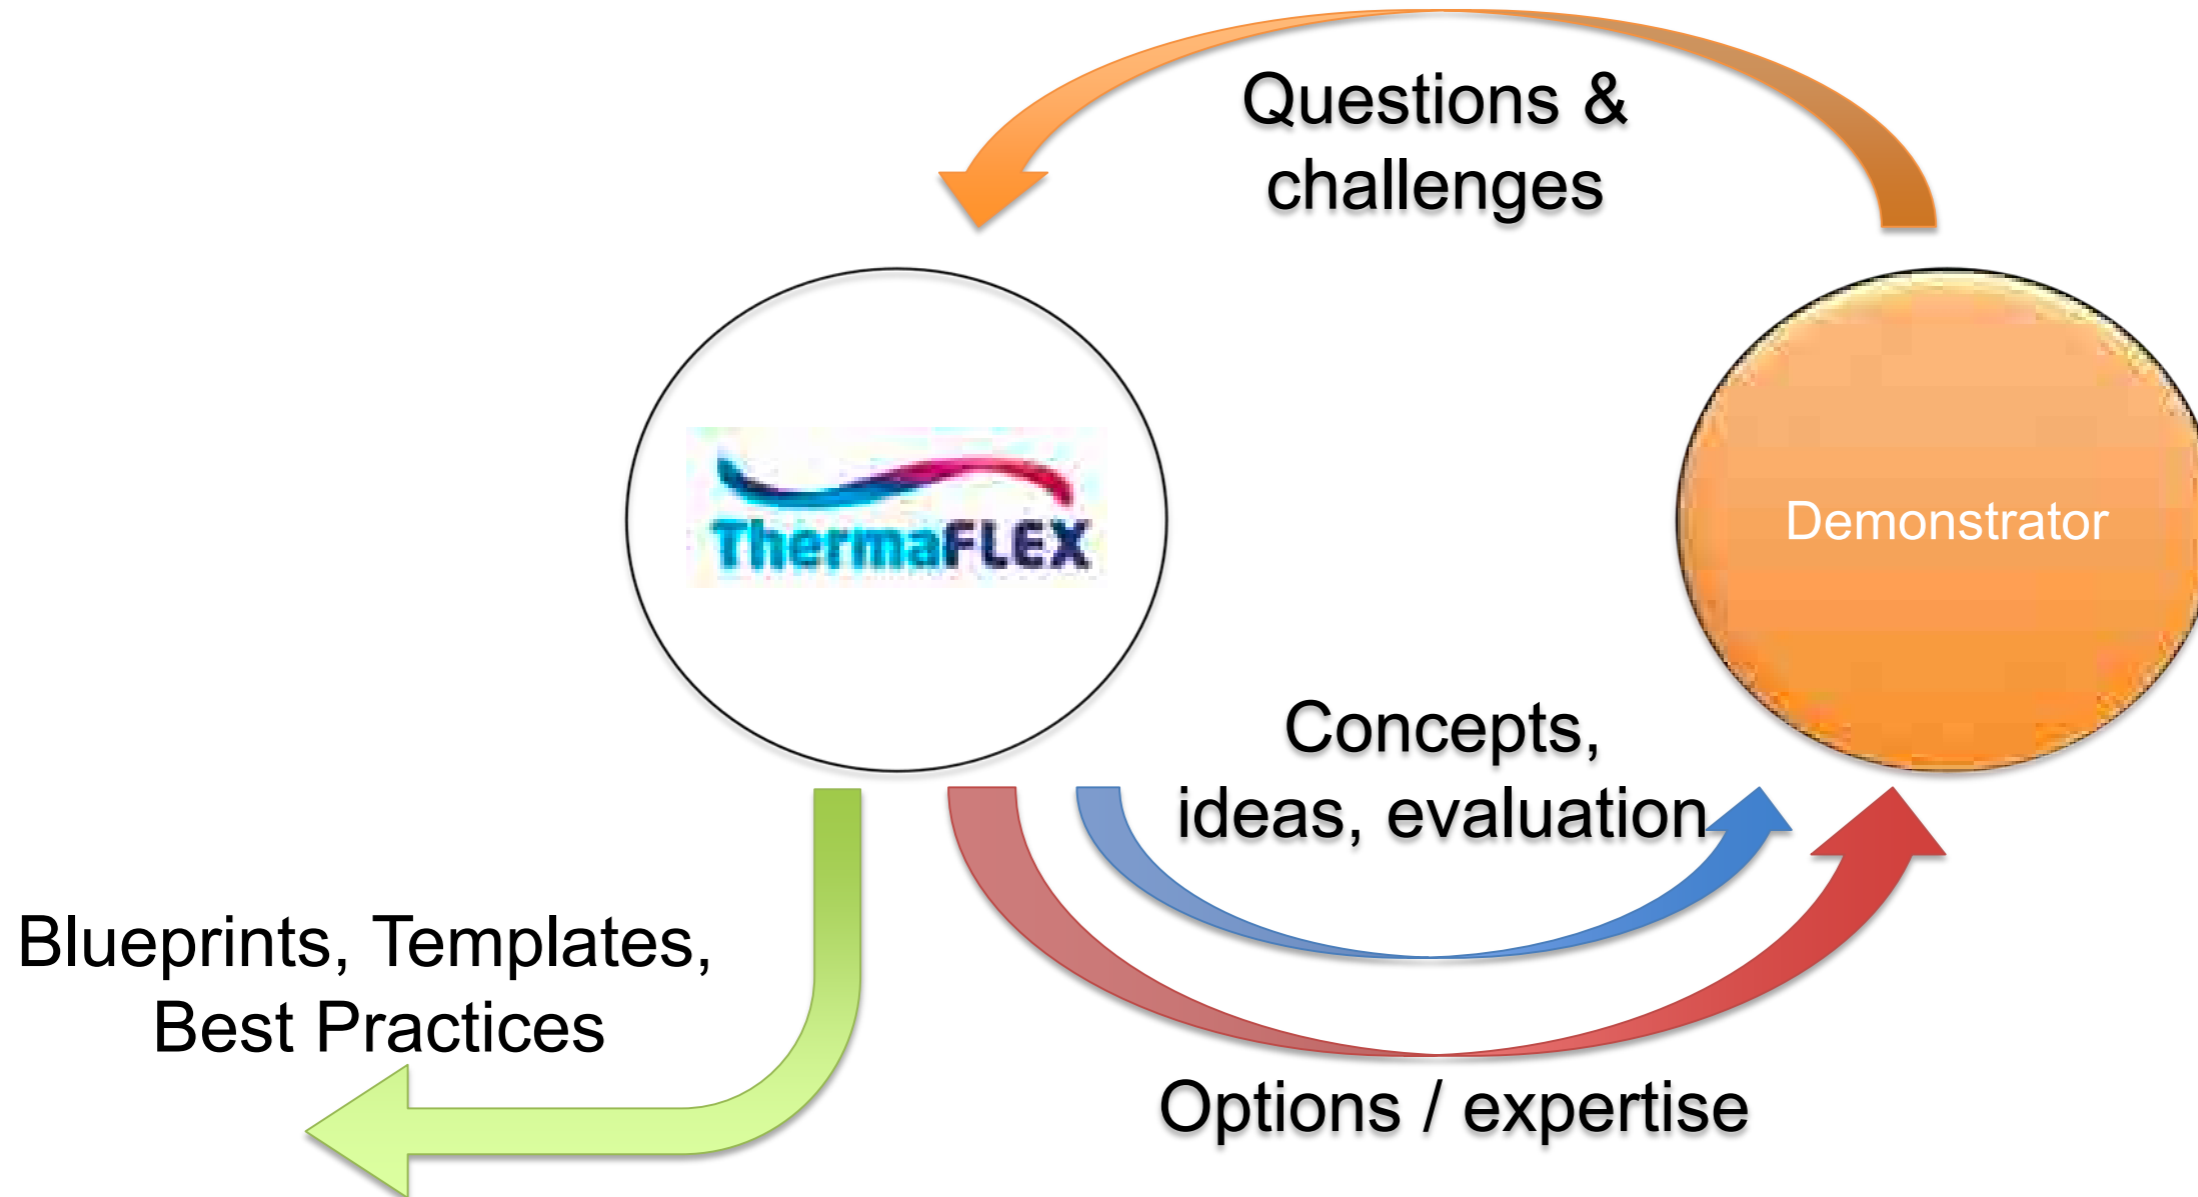 Questions &
challenges
ThermaFLEX
Demonstrator
Concepts,
ideas, evaluation
Blueprints, Templates,
Best Practices
Options / expertise